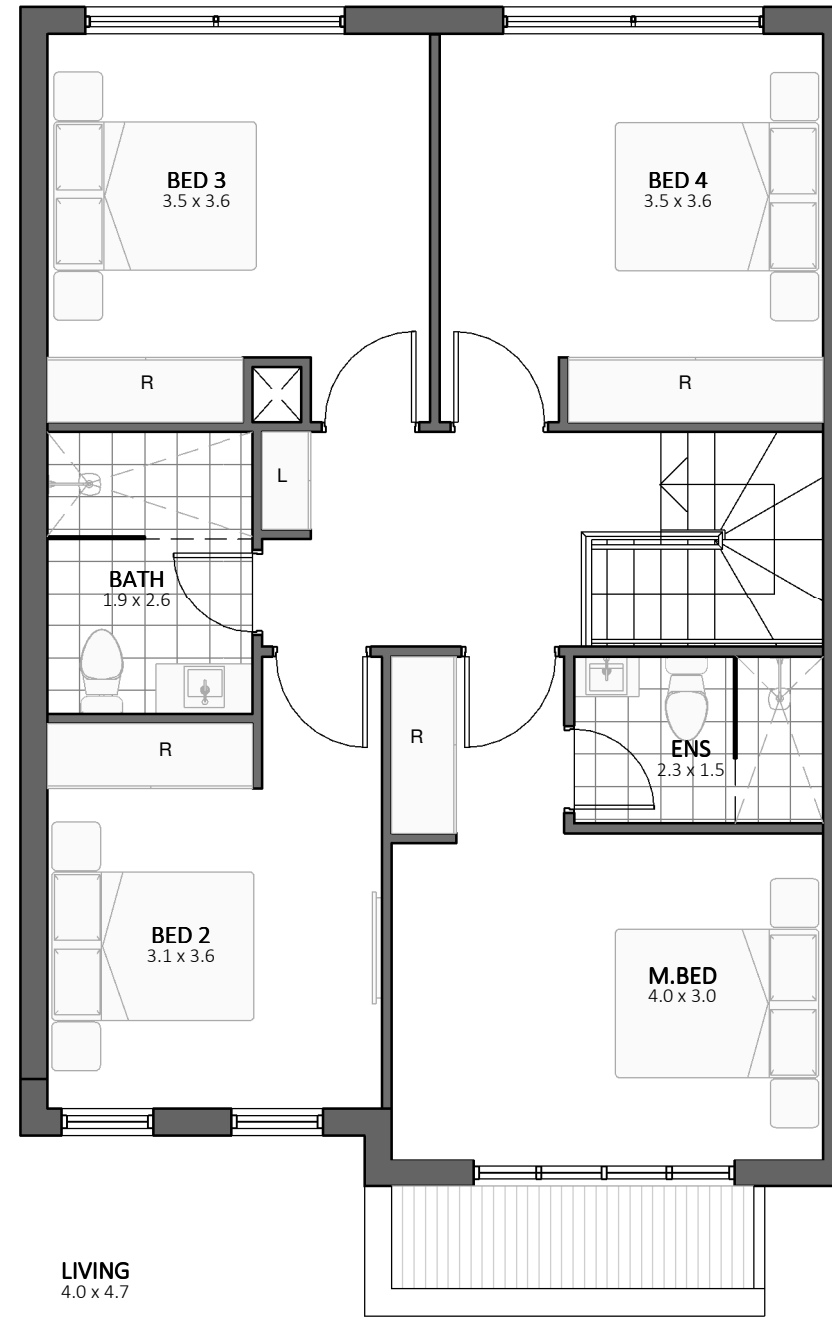 BED 3
3.5 x 3.6
BED 4
3.5 x 3.6
R
R
L
BATH
1.9 x 2.6
R
R
ENS
2.3 x 1.5
BED 2
3.1 x 3.6
M.BED
4.0 x 3.0
LIVING
4.0 x 4.7